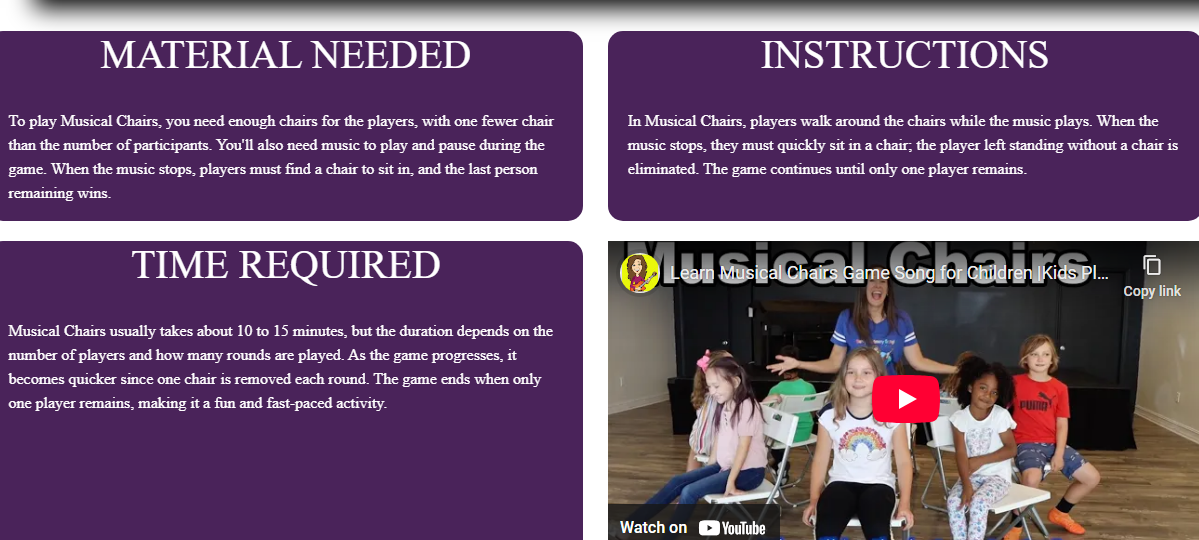 MATERIAL NEEDED
To play Musical Chairs, you need enough chairs for the players, with one fewer chair
than the number of participants. You'll also need music to play and pause during the
game. When the music stops, players must find a chair to sit in, and the last person
remaining wins.
INSTRUCTIONS
In Musical Chairs, players walk around the chairs while the music plays. When the
music stops, they must quickly sit in a chair; the player left standing without a chair is
eliminated. The game continues until only one player remains.
TIME REQUIRED
Musical Chairs usually takes about 10 to 15 minutes, but the duration depends on the
number of players and how many rounds are played. As the game progresses, it
becomes quicker since one chair is removed each round. The game ends when only
one player remains, making it a fun and fast-paced activity.
Musical Chairs
Learn Musical Chairs Game Song for Children |Kids Pl...
Copy link
PUMA
Watch on YouTube